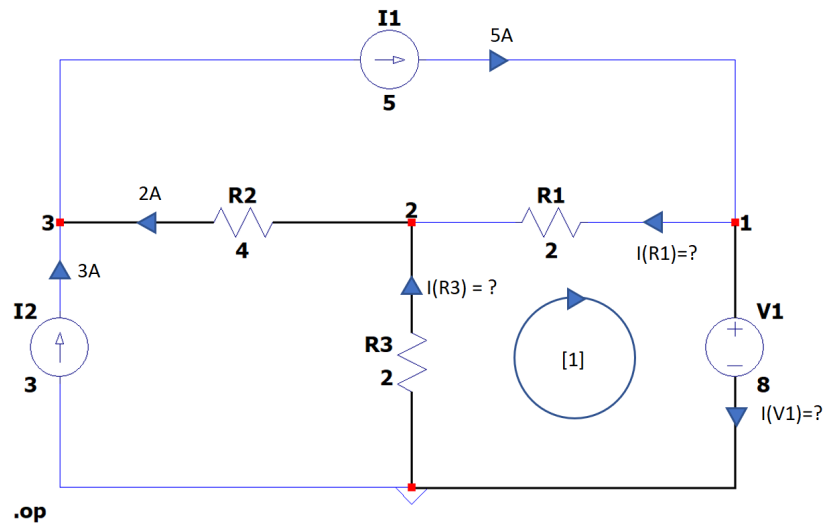 I1
5A
5
2A
R2
R1
3
2
1
4
2
I(R1)=?
3A
I(R3) = ?
I2
V1
R3
[1]
2
3
8
I(V1)=?
.op